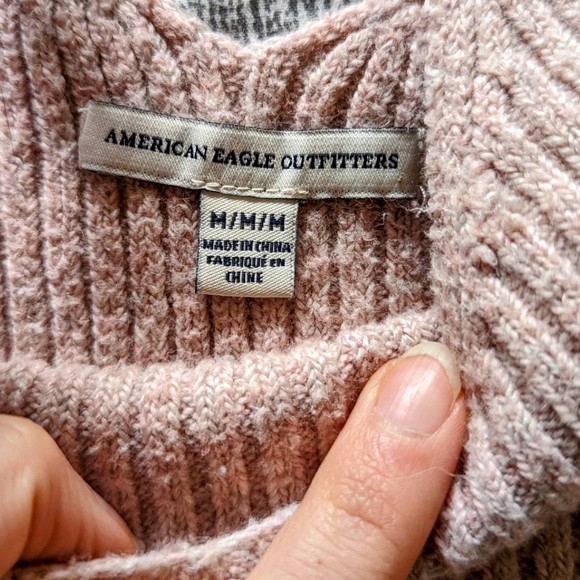 AMERICAN EAGLE OUTFITTERS
M/M/M
MADE IN CHINA
FABRIQUÉ EN
CHINE